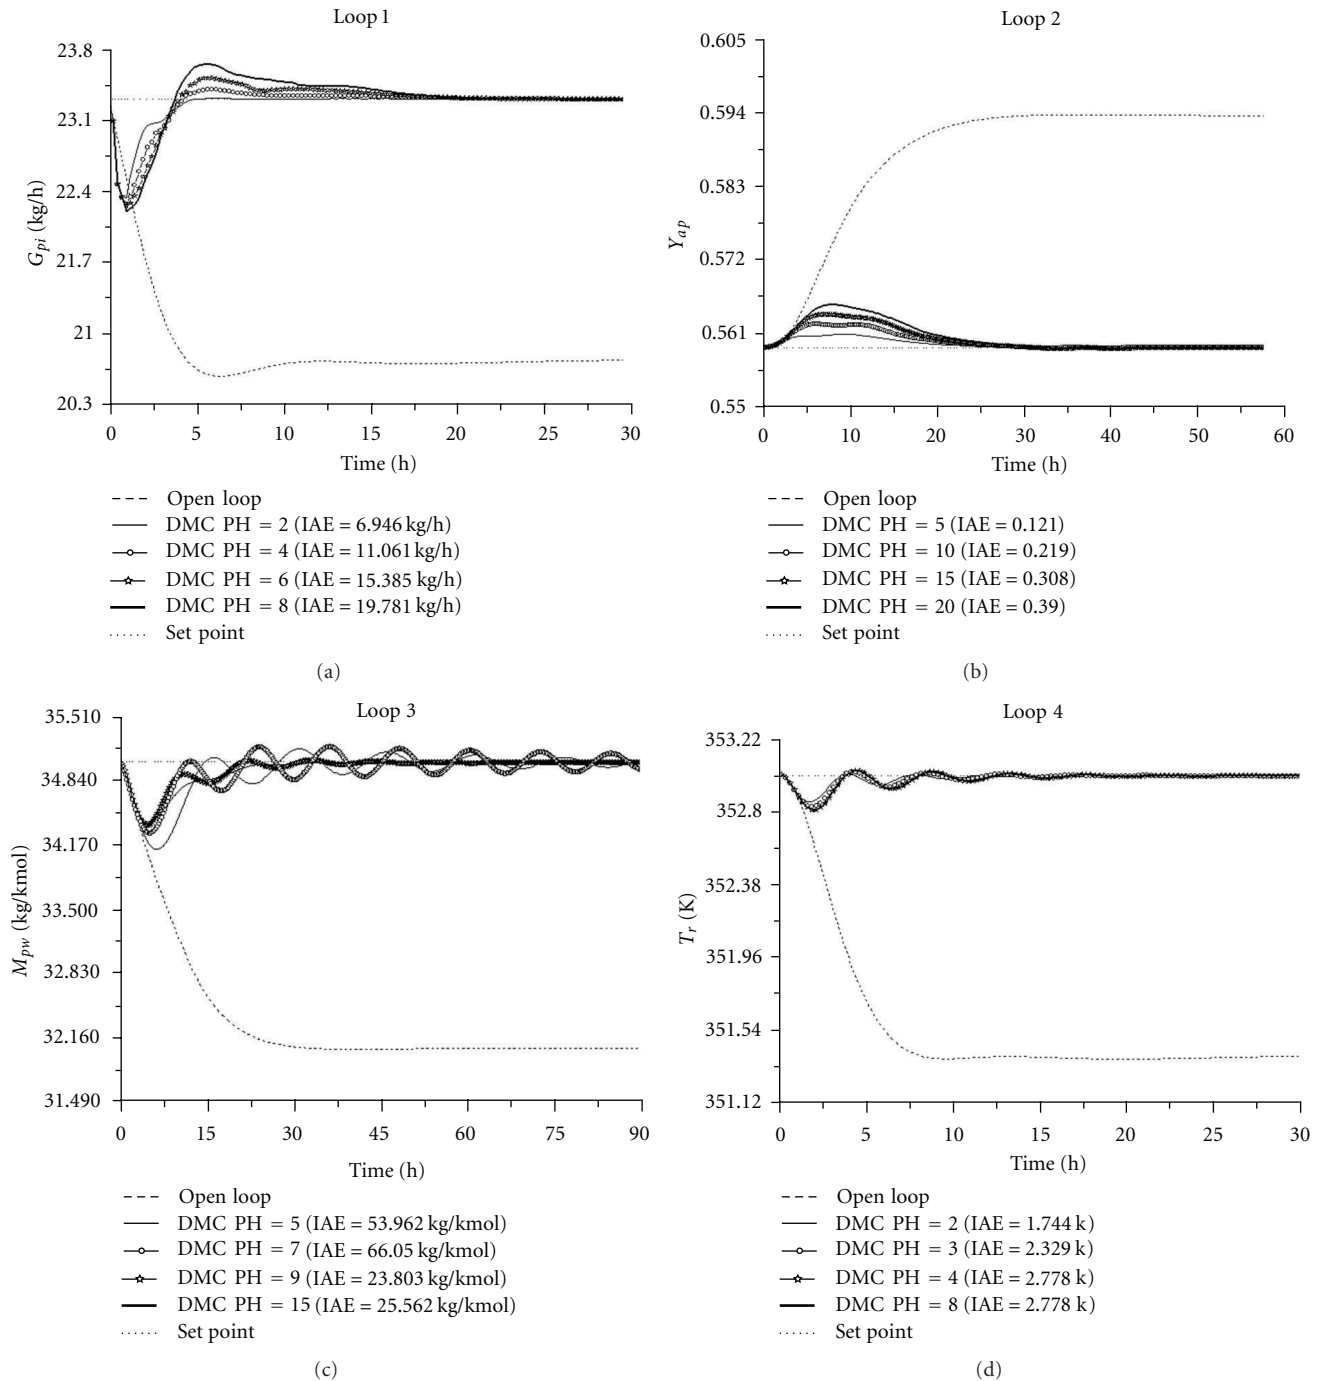 Loop 1
23.8
23.1
22.4
21.7
21
20.3
G_pi (kg/h)
0 5 10 15 20 25 30
Time (h)
Open loop
DMC PH = 2 (IAE = 6.946 kg/h)
DMC PH = 4 (IAE = 11.061 kg/h)
DMC PH = 6 (IAE = 15.385 kg/h)
DMC PH = 8 (IAE = 19.781 kg/h)
Set point
(a)
Loop 2
0.605
0.594
0.583
0.572
0.561
0.55
Y_ap
0 10 20 30 40 50 60
Time (h)
Open loop
DMC PH = 5 (IAE = 0.121)
DMC PH = 10 (IAE = 0.219)
DMC PH = 15 (IAE = 0.308)
DMC PH = 20 (IAE = 0.39)
Set point
(b)
Loop 3
35.510
34.840
34.170
33.500
32.830
32.160
31.490
M_pw (kg/kmol)
0 15 30 45 60 75 90
Time (h)
Open loop
DMC PH = 5 (IAE = 53.962 kg/kmol)
DMC PH = 7 (IAE = 66.05 kg/kmol)
DMC PH = 9 (IAE = 23.803 kg/kmol)
DMC PH = 15 (IAE = 25.562 kg/kmol)
Set point
(c)
Loop 4
353.22
352.8
352.38
351.96
351.54
351.12
T_r (K)
0 5 10 15 20 25 30
Time (h)
Open loop
DMC PH = 2 (IAE = 1.744 k)
DMC PH = 3 (IAE = 2.329 k)
DMC PH = 4 (IAE = 2.778 k)
DMC PH = 8 (IAE = 2.778 k)
Set point
(d)